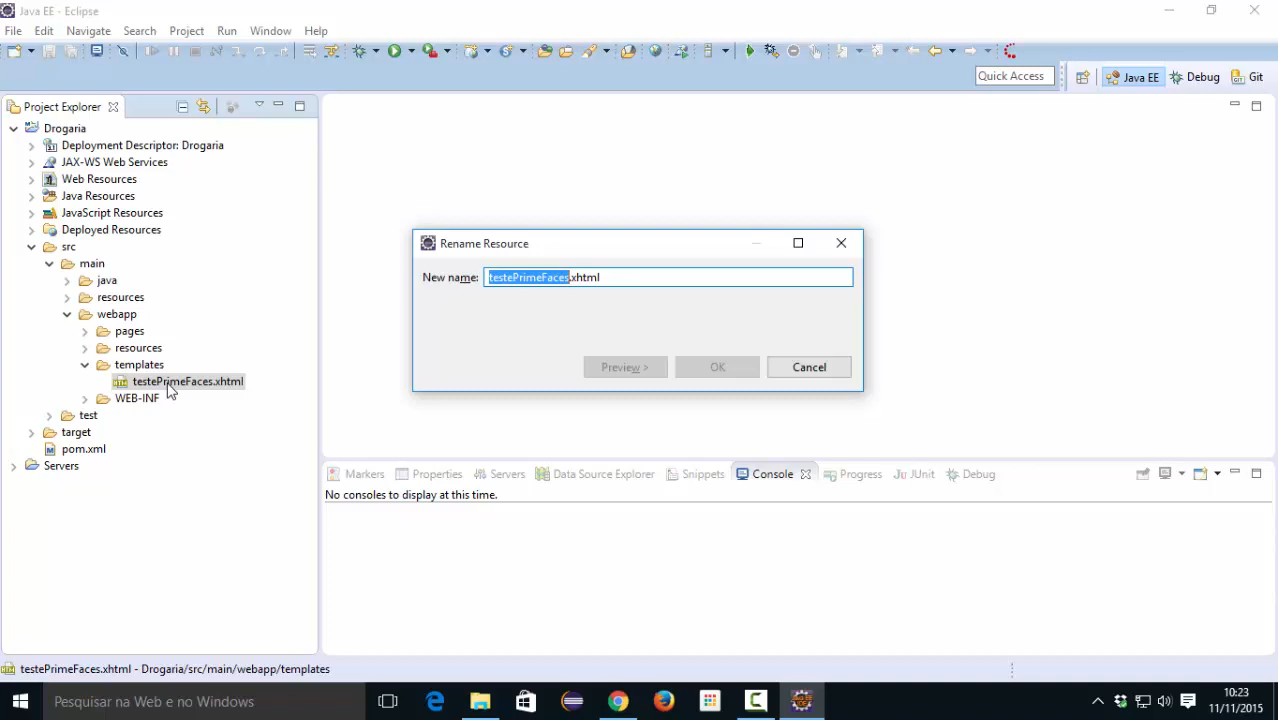 Java EE - Eclipse
File Edit Navigate Search Project Run Window Help
Quick Access Java EE Debug Git
Project Explorer
Drogaria
Deployment Descriptor: Drogaria
JAX-WS Web Services
Web Resources
Java Resources
JavaScript Resources
Deployed Resources
src
main
java
resources
webapp
pages
resources
templates
testePrimeFaces.xhtml
WEB-INF
test
target
pom.xml
Servers
Rename Resource
New name: testePrimeFaces.xhtml
Preview > OK Cancel
Markers Properties Servers Data Source Explorer Snippets Console Progress JUnit Debug
No consoles to display at this time.
testePrimeFaces.xhtml - Drogaria/src/main/webapp/templates
Pesquisar na Web e no Windows
10:23
11/11/2015